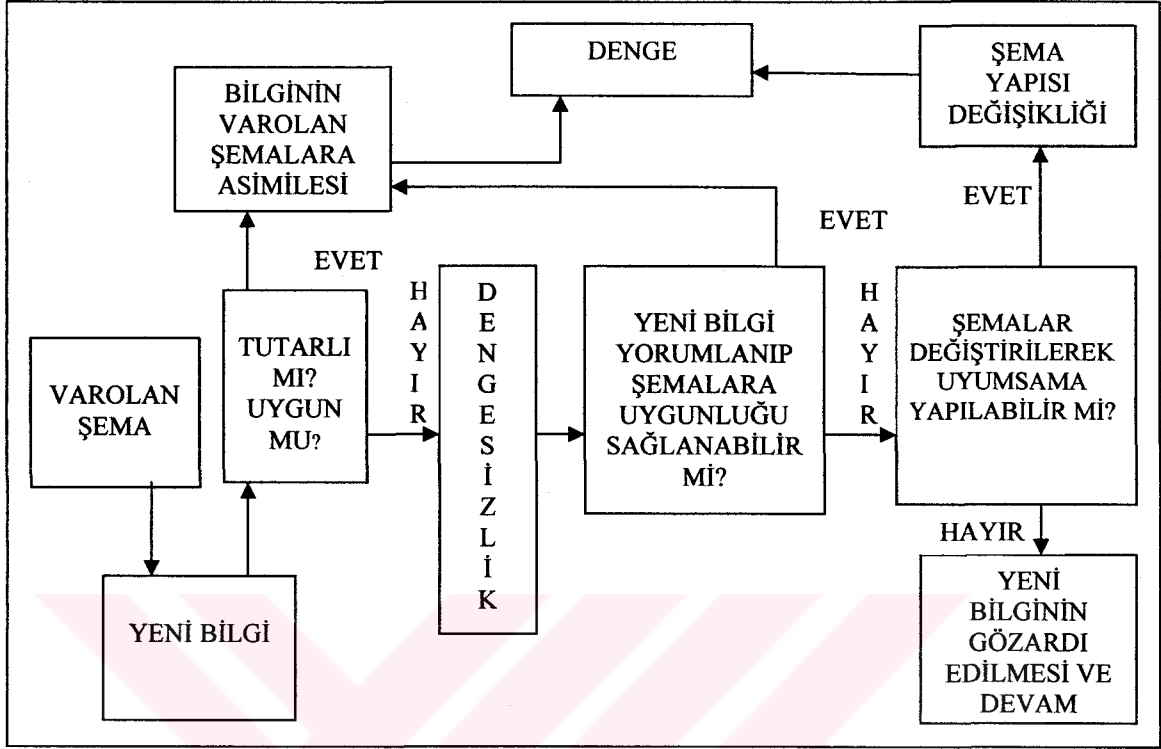 DENGE
ŞEMA
YAPISI
DEĞİŞİKLİĞİ
BİLGİNİN
VAROLAN
ŞEMALARA
ASİMİLESİ
EVET
EVET
EVET
VAROLAN
ŞEMA
TUTARLI
MI?
UYGUN
MU?
H
A
Y
I
R
D
E
N
G
E
S
İ
Z
L
İ
K
YENİ BİLGİ
YORUMLANIP
ŞEMALARA
UYGUNLUĞU
SAĞLANABİLİR
Mİ?
H
A
Y
I
R
ŞEMALAR
DEĞİŞTİRİLEREK
UYUMSAMA
YAPILABİLİR Mİ?
HAYIR
YENİ BİLGİ
YENİ
BİLGİNİN
GÖZARDI
EDİLMESİ VE
DEVAM